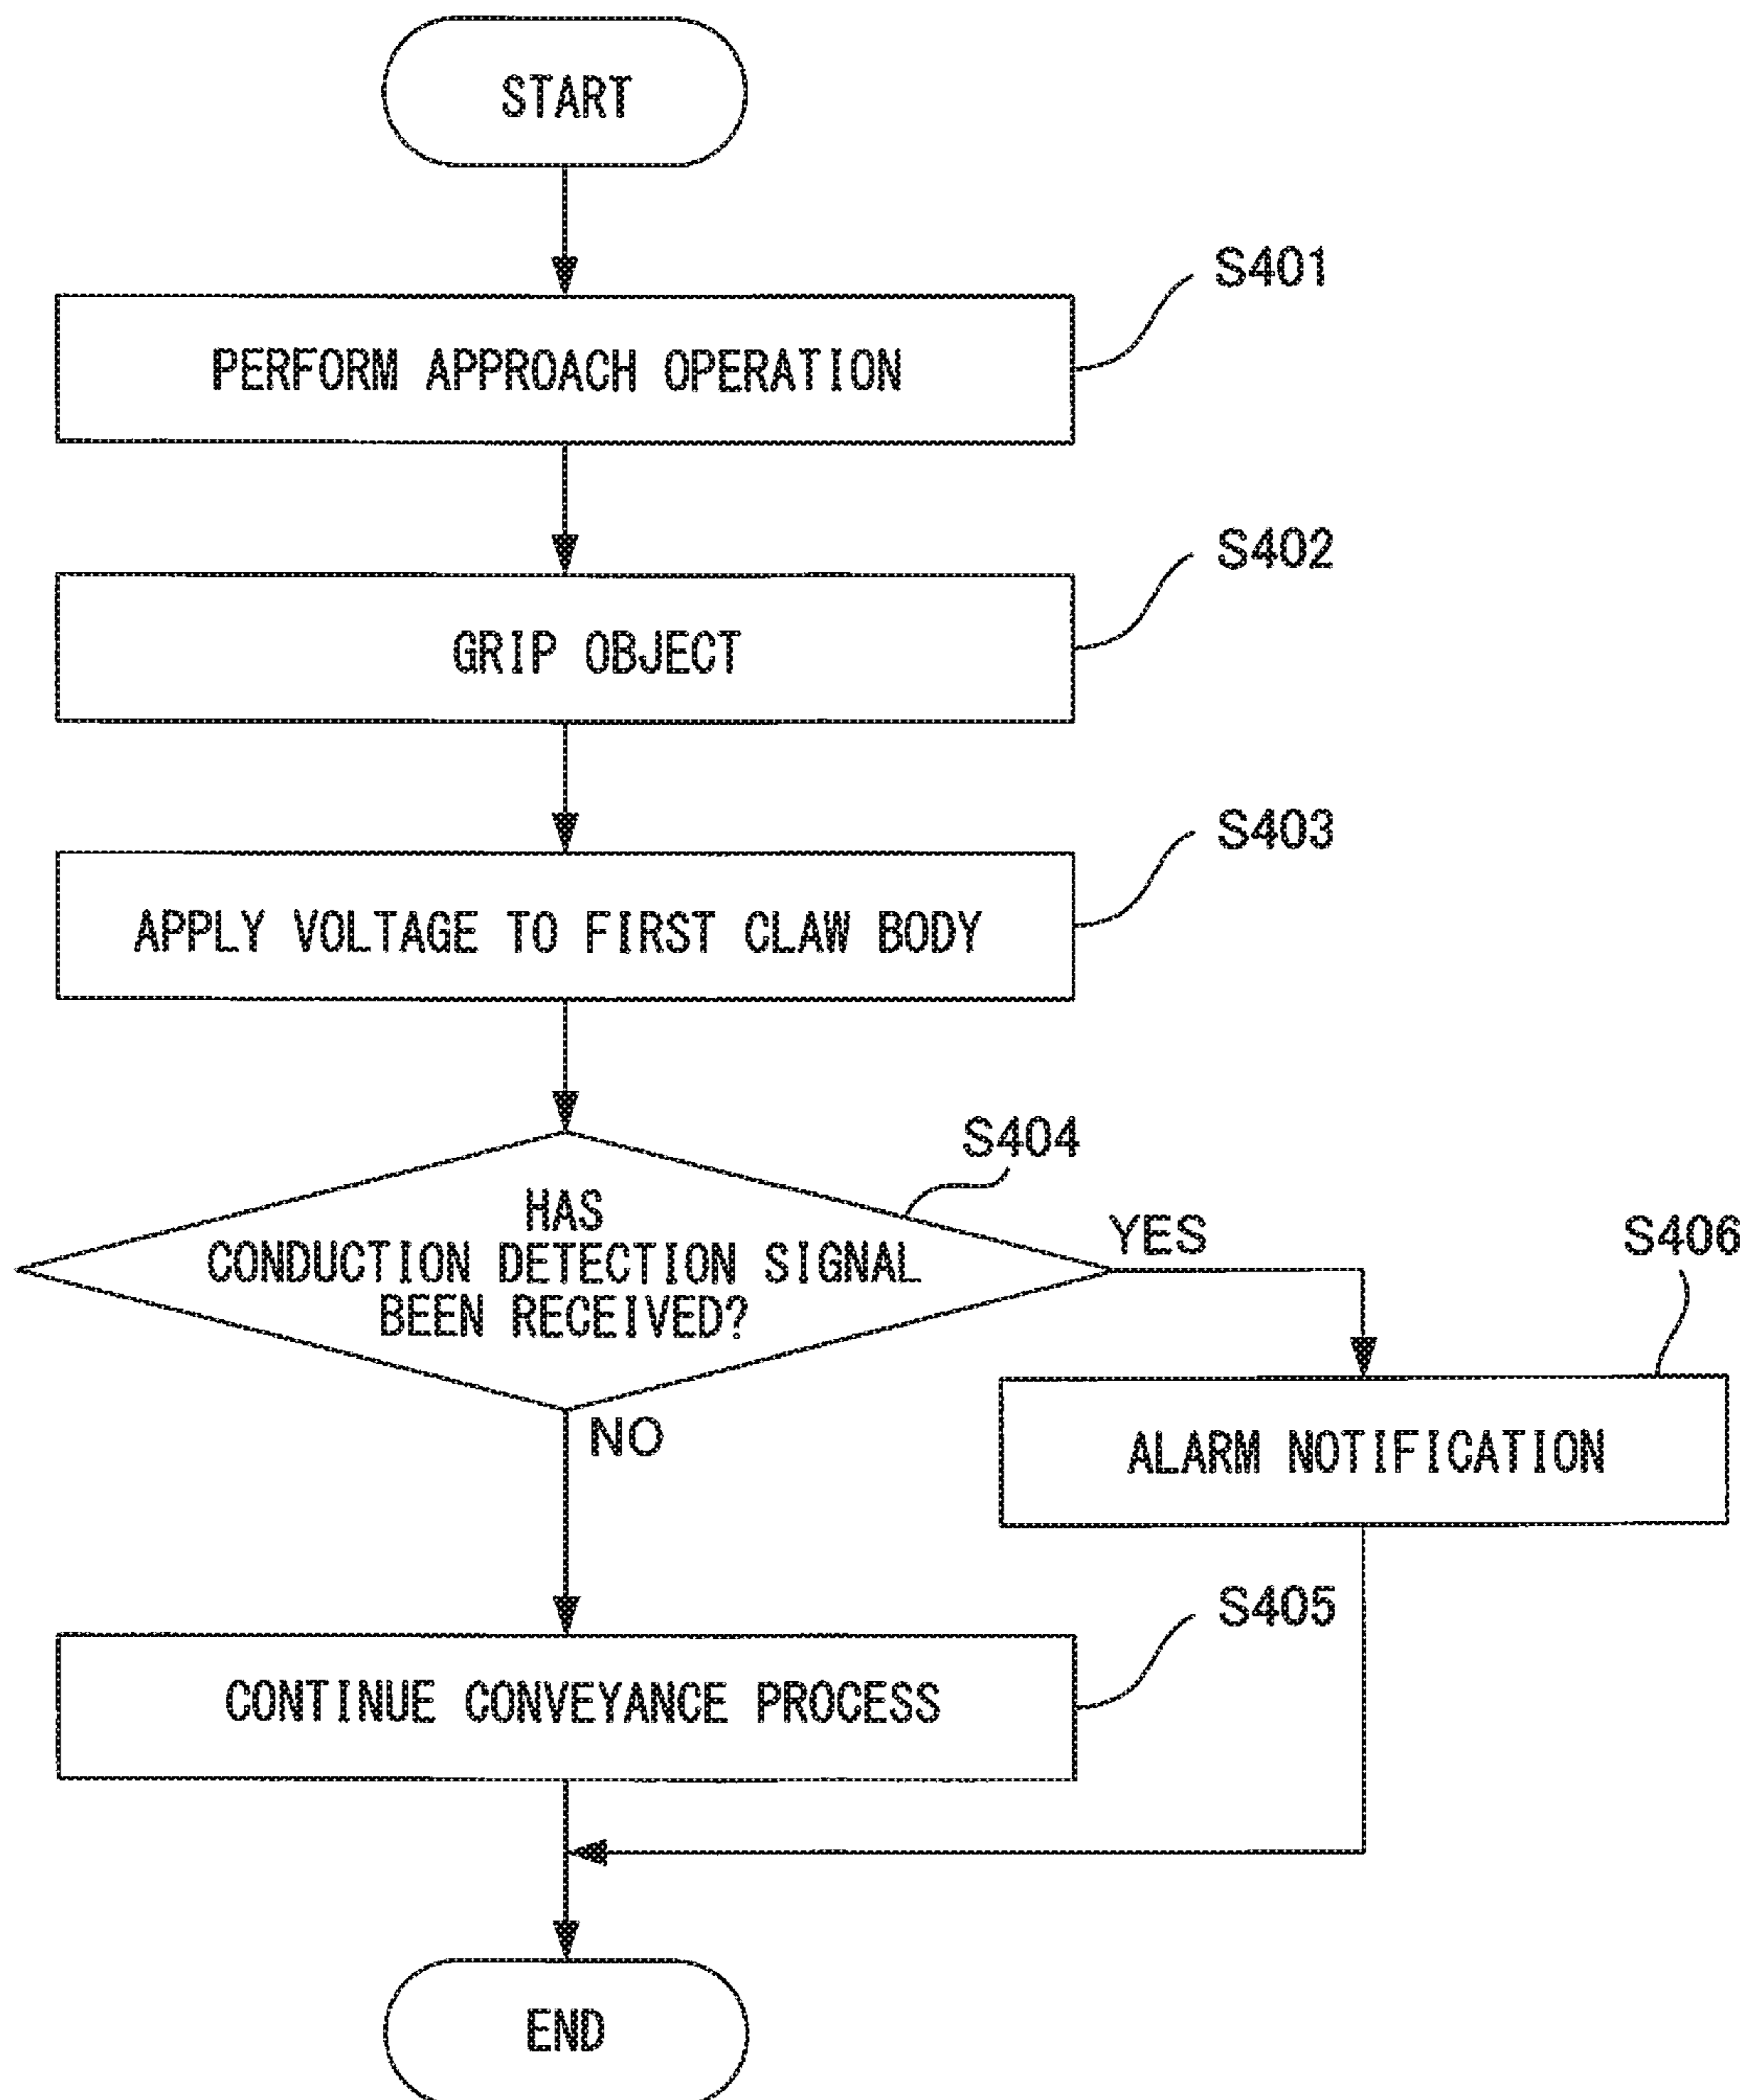 START
S401
PERFORM APPROACH OPERATION
S402
GRIP OBJECT
S403
APPLY VOLTAGE TO FIRST CLAW BODY
S404
HAS
CONDUCTION DETECTION SIGNAL
BEEN RECEIVED?
YES
S406
NO
ALARM NOTIFICATION
S405
CONTINUE CONVEYANCE PROCESS
END